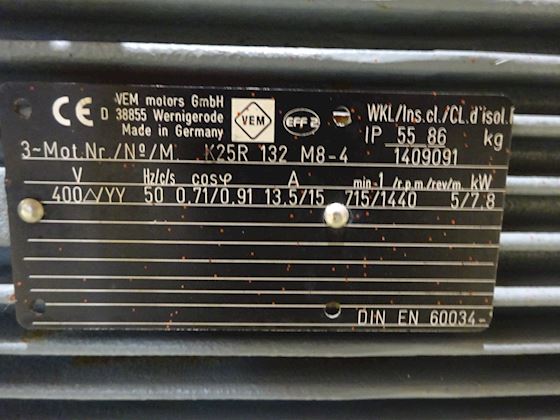 CE VEM motors GmbH
D 38855 Wernigerode
Made in Germany
VEM
EFF 2
WKL/Ins.cl./CL.d'isol.
IP 55 86 kg
3~Mot.Nr./Nº/M. K25R 132 M8-4 1409091
V Hz/c/s cosφ A min-1 /r.p.m./rev/m. kW
400△/YY 50 0,71/0.91 13.5/15 715/1440 5/7.8
DIN EN 60034-